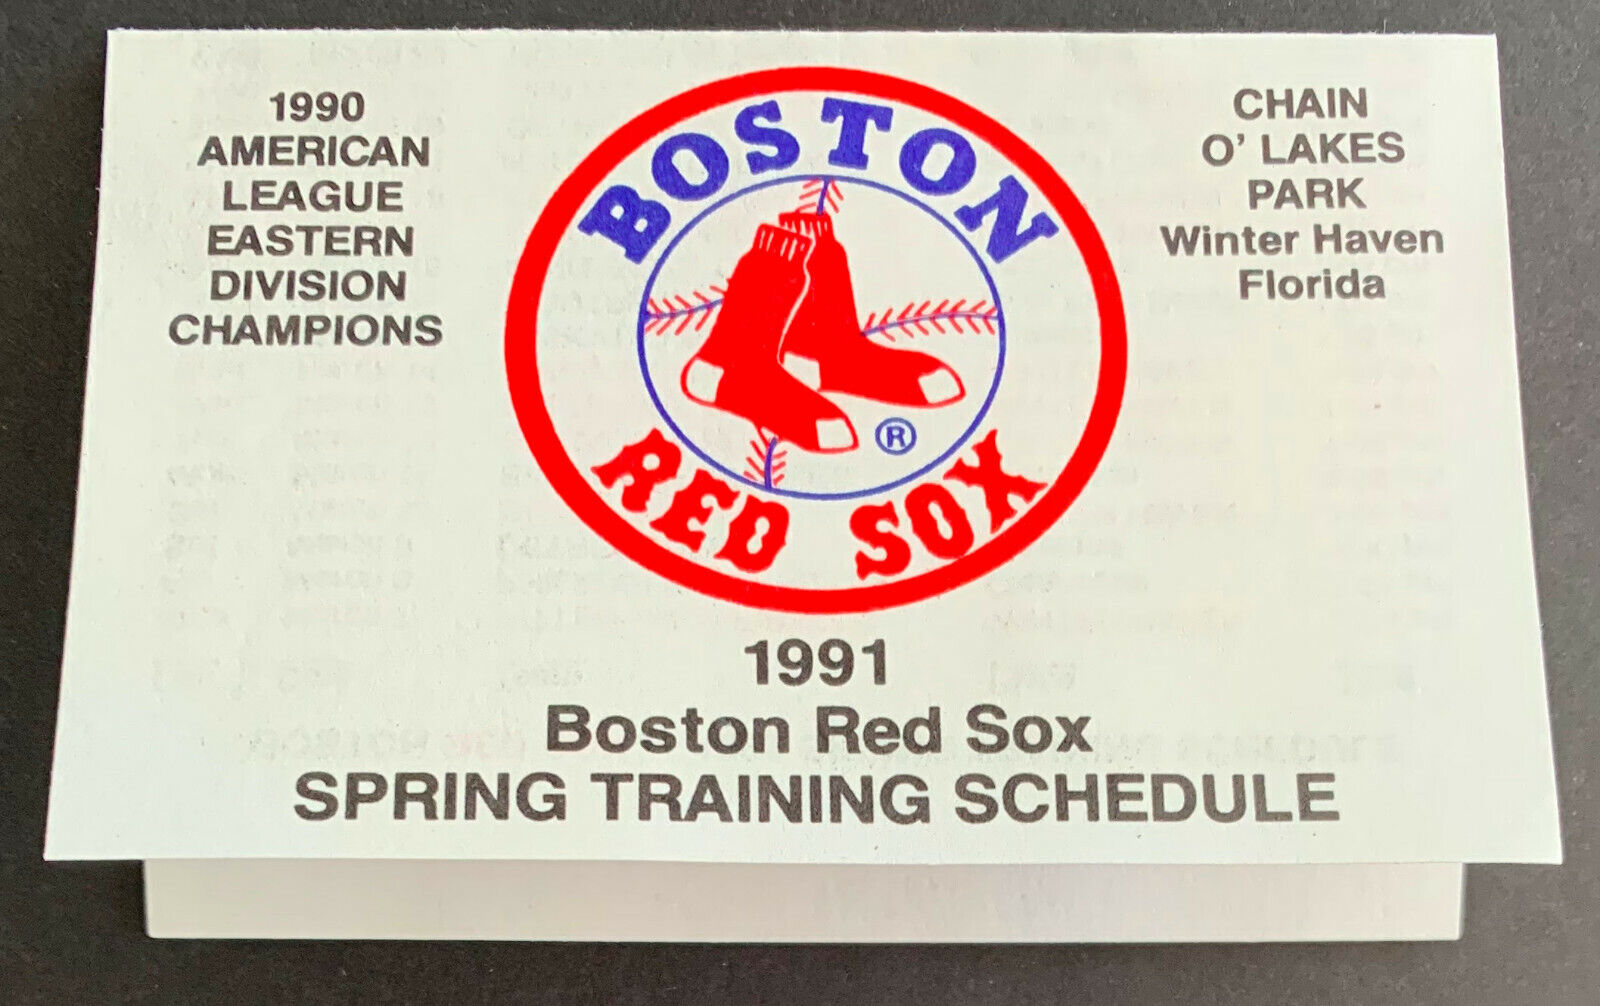 1990
AMERICAN
LEAGUE
EASTERN
DIVISION
CHAMPIONS
BOSTON
RED SOX
®
CHAIN
O' LAKES
PARK
Winter Haven
Florida
1991
Boston Red Sox
SPRING TRAINING SCHEDULE